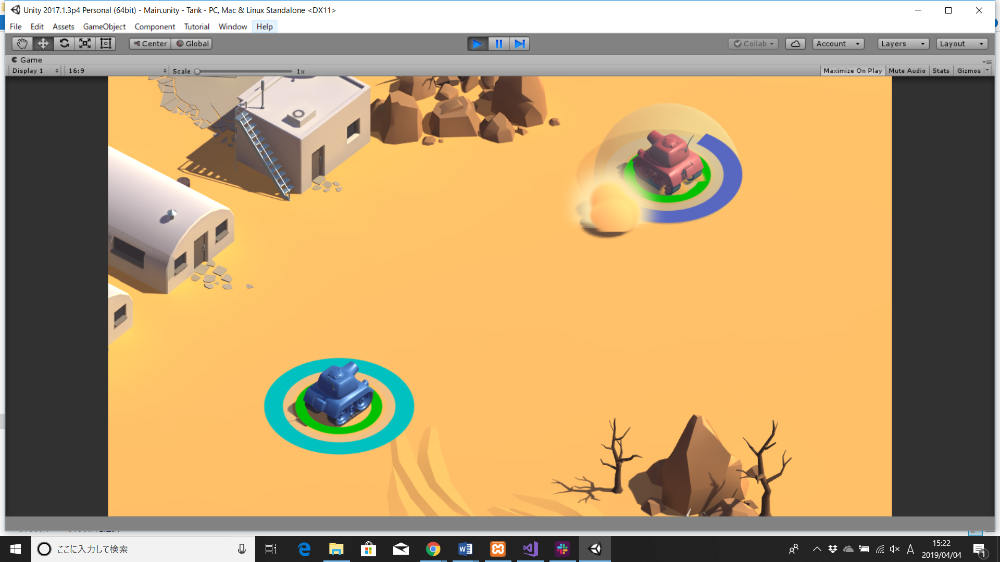 Unity 2017.1.3p4 Personal (64bit) - Main.unity - Tank - PC, Mac & Linux Standalone <DX11>
File Edit Assets GameObject Component Tutorial Window Help
Center Global Collab Account Layers Layout
Game
Display 1 16:9 Scale 1x Maximize On Play Mute Audio Stats Gizmos
ここに入力して検索
A
15:22
2019/04/04
1